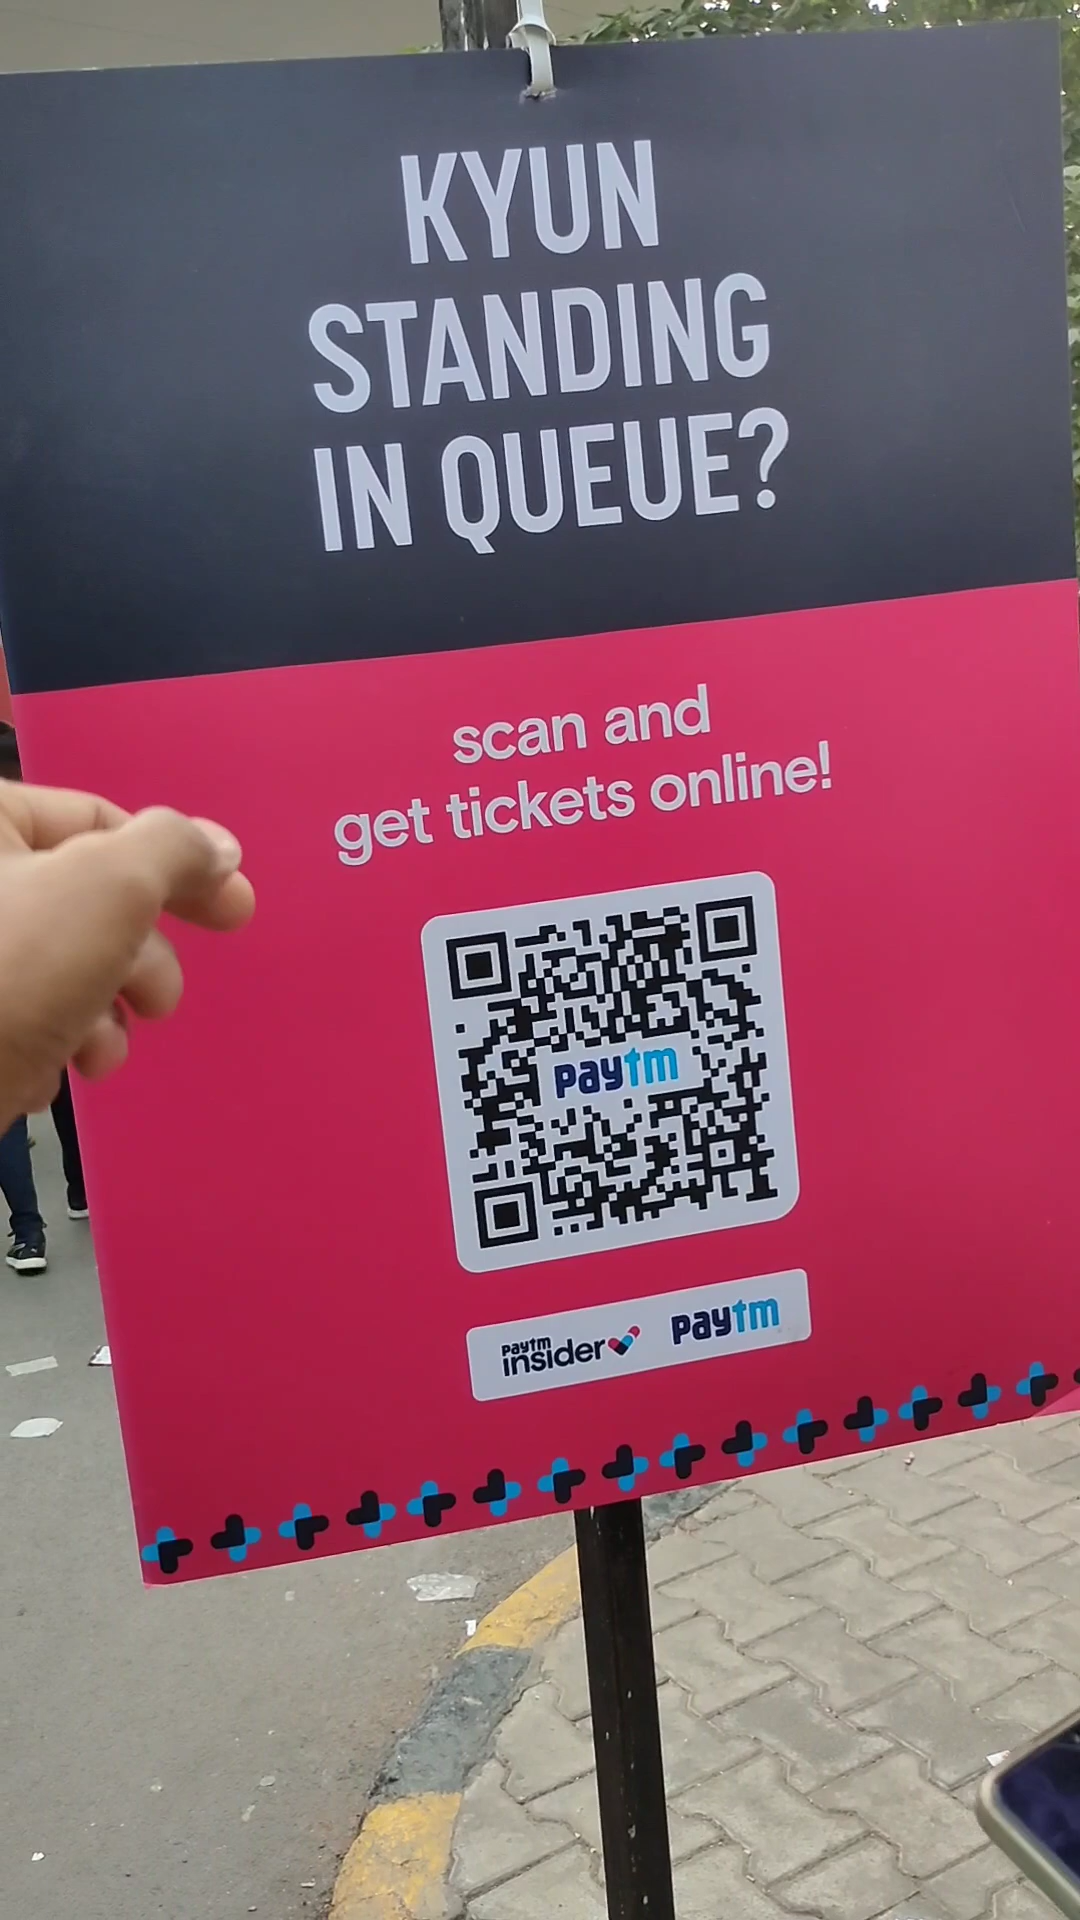 KYUN
STANDING
IN QUEUE?
scan and
get tickets online!
paytm
paytm
insider
paytm